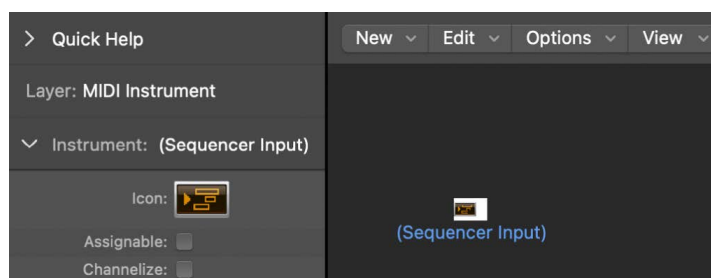 Quick Help
Layer: MIDI Instrument
Instrument: (Sequencer Input)
Icon:
Assignable:
Channelize:
New Edit Options View
(Sequencer Input)